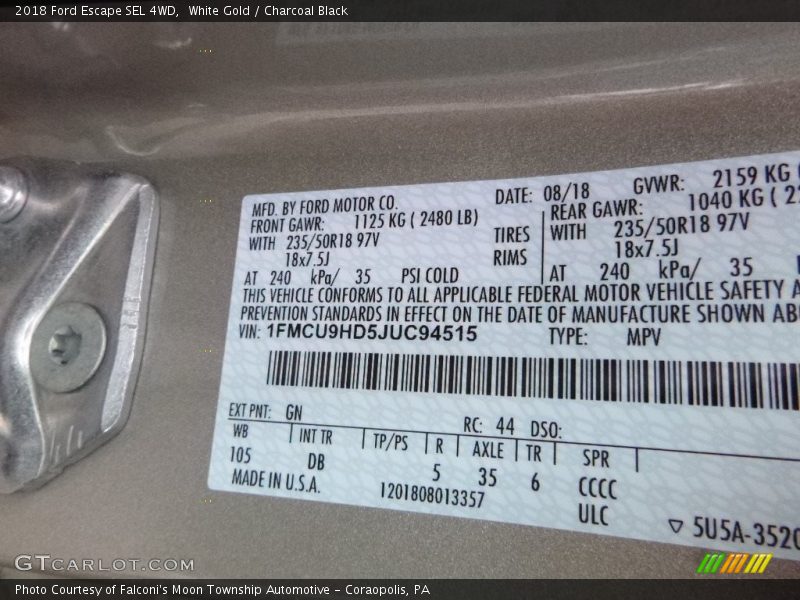 2018 Ford Escape SEL 4WD,  White Gold / Charcoal Black
MFD. BY FORD MOTOR CO. DATE: 08/18 GVWR: 2159 KG
FRONT GAWR: 1125 KG ( 2480 LB) REAR GAWR: 1040 KG (
WITH 235/50R18 97V TIRES WITH 235/50R18 97V
18x7.5J RIMS 18x7.5J
AT 240 kPa/ 35 PSI COLD AT 240 kPa/ 35
THIS VEHICLE CONFORMS TO ALL APPLICABLE FEDERAL MOTOR VEHICLE SAFETY A
PREVENTION STANDARDS IN EFFECT ON THE DATE OF MANUFACTURE SHOWN AB
VIN: 1FMCU9HD5JUC94515 TYPE: MPV
EXT PNT: GN RC: 44 DSO:
WB INT TR TP/PS R AXLE TR SPR
105 DB 5 35 6 CCCC
MADE IN U.S.A. 1201808013357 ULC
▽ 5U5A-3520
GTCARLOT.COM
Photo Courtesy of Falconi's Moon Township Automotive - Coraopolis, PA